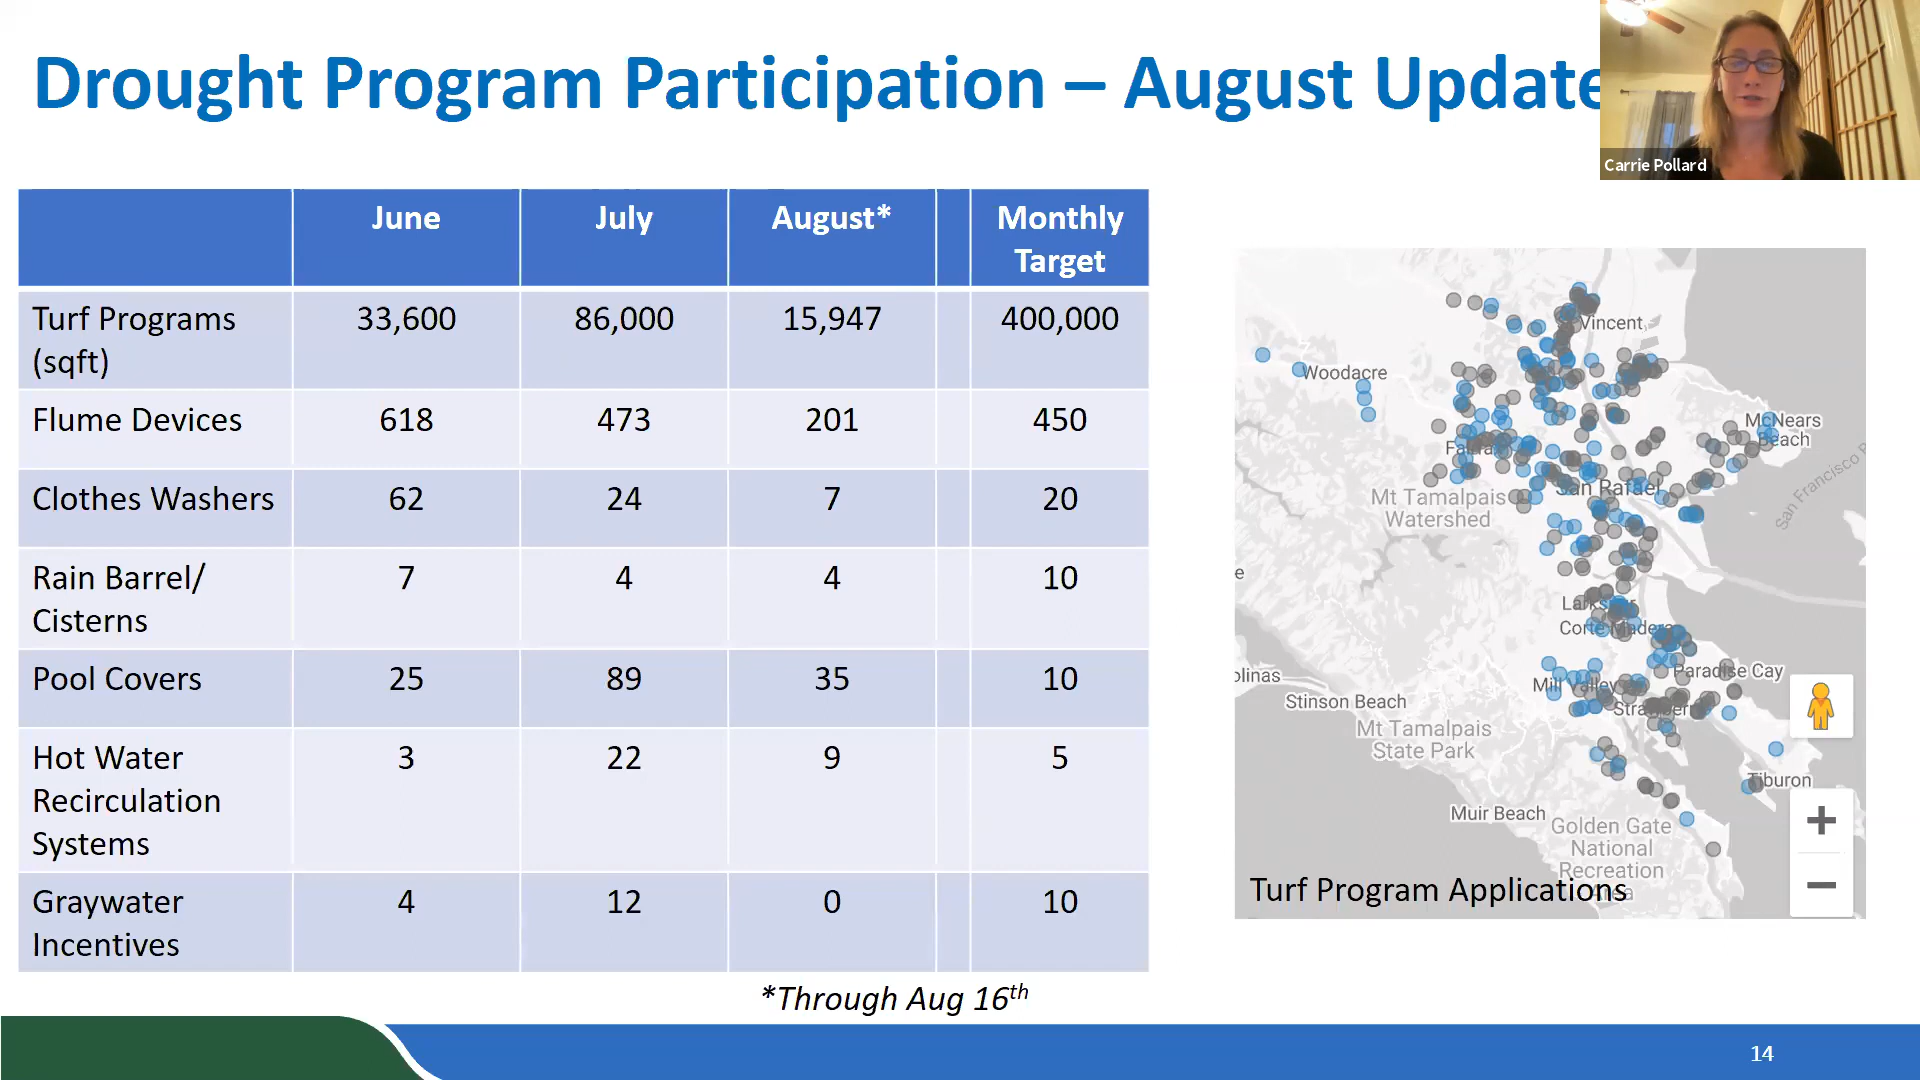 Drought Program Participation – August Update
Carrie Pollard
June July August* Monthly Target
Turf Programs (sqft) 33,600 86,000 15,947 400,000
Flume Devices 618 473 201 450
Clothes Washers 62 24 7 20
Rain Barrel/ Cisterns 7 4 4 10
Pool Covers 25 89 35 10
Hot Water Recirculation Systems 3 22 9 5
Graywater Incentives 4 12 0 10
*Through Aug 16th
Vincent
Woodacre
McNears
Beach
San Rafael
Mt Tamalpais
Watershed
San Francisco
e
Corte Madera
Paradise Cay
olinas
Mill Valley
Stinson Beach
Mt Tamalpais
State Park
Tiburon
Muir Beach
Golden Gate
National
Recreation
Turf Program Applications
14